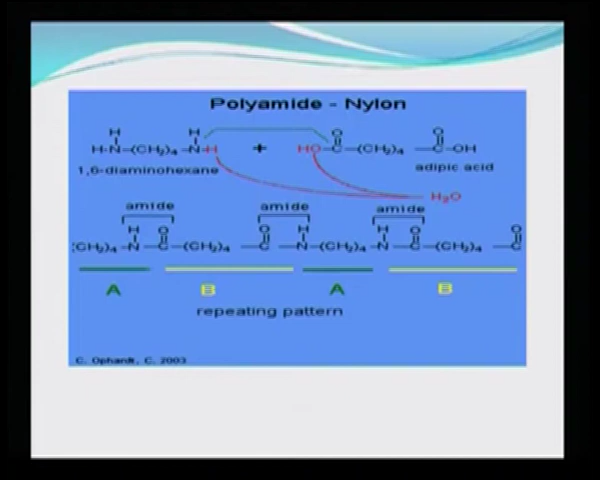 Polyamide - Nylon
H H O O
H-N-(CH₂)₄-N-H + HO-C-(CH₂)₄ C-OH
1,6-diaminohexane adipic acid
H₂O
amide amide amide
H O O H H O O
(CH₂)₄-N-C-(CH₂)₄ C-N-(CH₂)₄-N-C-(CH₂)₄ C
A B A B
repeating pattern
C. Ophardt, C. 2003